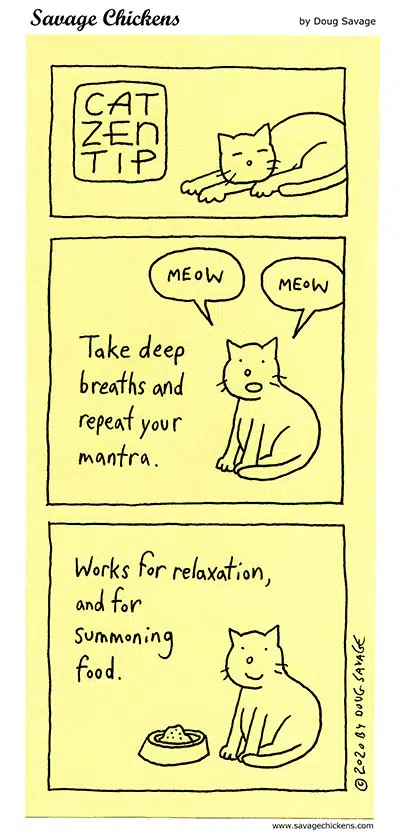 Savage Chickens
by Doug Savage
CAT
ZEN
TIP
MEOW
MEOW
Take deep
breaths and
repeat your
mantra.
Works for relaxation,
and for
summoning
food.
© 2020 BY DOUG SAVAGE
www.savagechickens.com